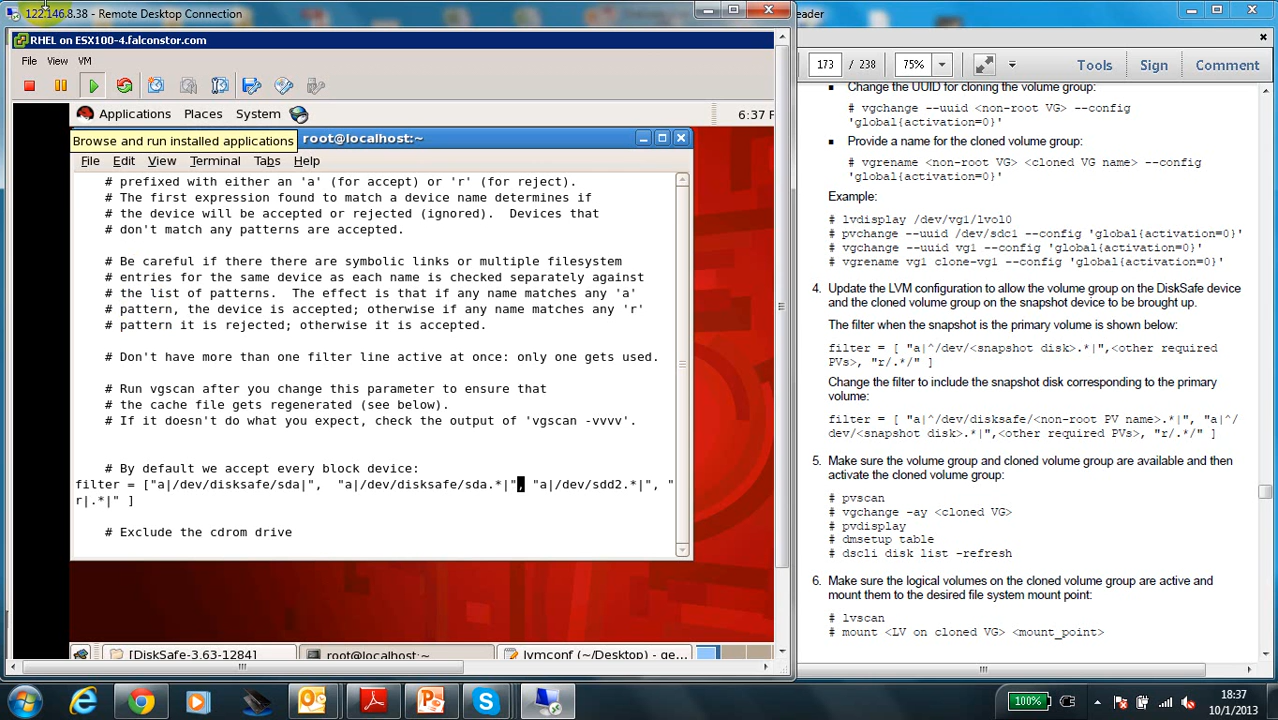 122.146.8.38 - Remote Desktop Connection
eader
RHEL on ESX100-4.falconstor.com
File View VM
173 / 238 75% Tools Sign Comment
Applications Places System 6:37 P
Browse and run installed applications
root@localhost:~
File Edit View Terminal Tabs Help
# prefixed with either an 'a' (for accept) or 'r' (for reject).
# The first expression found to match a device name determines if
# the device will be accepted or rejected (ignored).  Devices that
# don't match any patterns are accepted.
# Be careful if there there are symbolic links or multiple filesystem
# entries for the same device as each name is checked separately against
# the list of patterns.  The effect is that if any name matches any 'a'
# pattern, the device is accepted; otherwise if any name matches any 'r'
# pattern it is rejected; otherwise it is accepted.
# Don't have more than one filter line active at once: only one gets used.
# Run vgscan after you change this parameter to ensure that
# the cache file gets regenerated (see below).
# If it doesn't do what you expect, check the output of 'vgscan -vvvv'.
# By default we accept every block device:
filter = ["a|/dev/disksafe/sda|",  "a|/dev/disksafe/sda.*|", "a|/dev/sdd2.*|", "
r|.*|" ]
# Exclude the cdrom drive
[DiskSafe-3.63-1284] root@localhost:~ lvmconf (~/Desktop) - ge...
Change the UUID for cloning the volume group:
# vgchange --uuid <non-root VG> --config
'global{activation=0}'
Provide a name for the cloned volume group:
# vgrename <non-root VG> <cloned VG name> --config
'global{activation=0}'
Example:
# lvdisplay /dev/vg1/lvol0
# pvchange --uuid /dev/sdc1 --config 'global{activation=0}'
# vgchange --uuid vg1 --config 'global{activation=0}'
# vgrename vg1 clone-vg1 --config 'global{activation=0}'
4. Update the LVM configuration to allow the volume group on the DiskSafe device
and the cloned volume group on the snapshot device to be brought up.
The filter when the snapshot is the primary volume is shown below:
filter = [ "a|^/dev/<snapshot disk>.*|",<other required
PVs>, "r/.*/" ]
Change the filter to include the snapshot disk corresponding to the primary
volume:
filter = [ "a|^/dev/disksafe/<non-root PV name>.*|", "a|^/
dev/<snapshot disk>.*|",<other required PVs>, "r/.*/" ]
5. Make sure the volume group and cloned volume group are available and then
activate the cloned volume group:
# pvscan
# vgchange -ay <cloned VG>
# pvdisplay
# dmsetup table
# dscli disk list -refresh
6. Make sure the logical volumes on the cloned volume group are active and
mount them to the desired file system mount point:
# lvscan
# mount <LV on cloned VG> <mount_point>
100%
18:37
10/1/2013